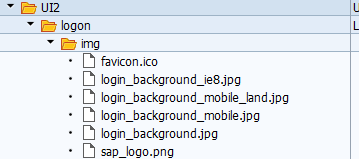 UI2
logon
img
favicon.ico
login_background_ie8.jpg
login_background_mobile_land.jpg
login_background_mobile.jpg
login_background.jpg
sap_logo.png